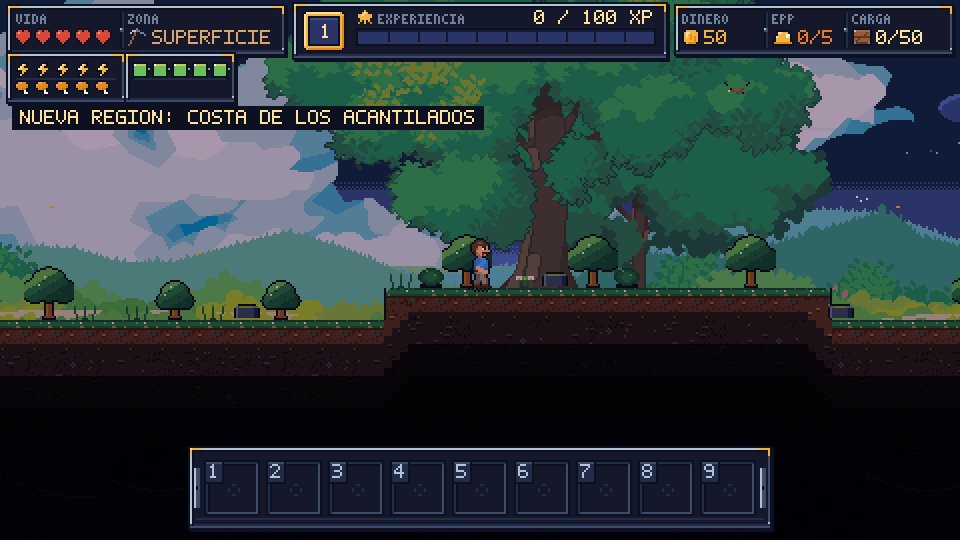 VIDA
ZONA
SUPERFICIE
1
EXPERIENCIA
0 / 100 XP
DINERO
50
EPP
0/5
CARGA
0/50
NUEVA REGION: COSTA DE LOS ACANTILADOS
1 2 3 4 5 6 7 8 9